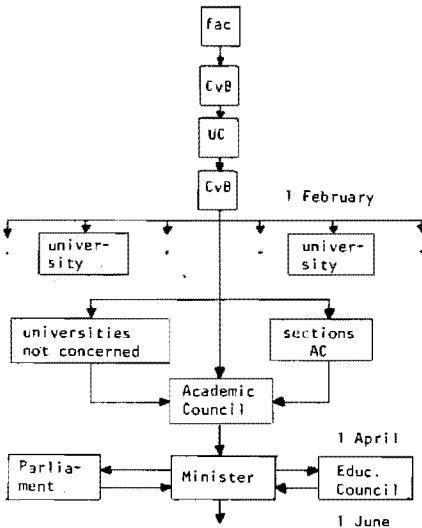 fac
CvB
UC
CvB
1 February
univer-
sity
univer-
sity
universities
not concerned
sections
AC
Academic
Council
1 April
Parlia-
ment
Minister
Educ.
Council
1 June